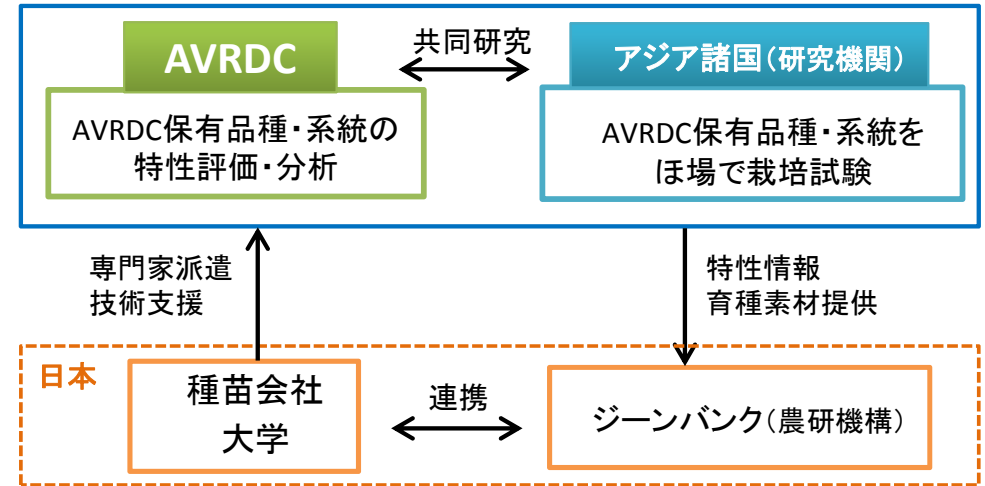 AVRDC
共同研究
アジア諸国(研究機関)
AVRDC保有品種・系統の
特性評価・分析
AVRDC保有品種・系統を
ほ場で栽培試験
専門家派遣
技術支援
特性情報
育種素材提供
日本
種苗会社
大学
連携
ジーンバンク(農研機構)